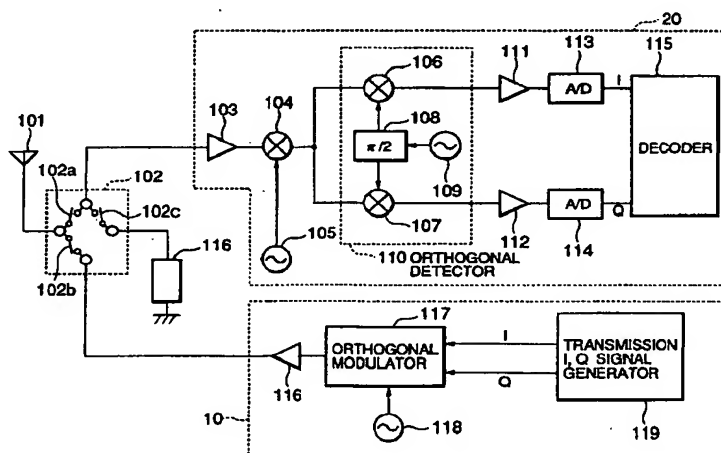 20
106
111
113
115
101
103
104
108
A/D
I
102
102a
102c
π/2
DECODER
109
102b
116
107
112
A/D
Q
105
110 ORTHOGONAL
DETECTOR
114
117
ORTHOGONAL
MODULATOR
I
Q
TRANSMISSION
I, Q SIGNAL
GENERATOR
116
10
118
119